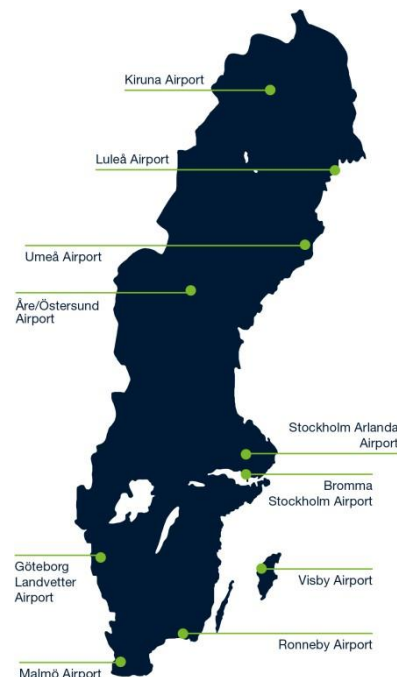 Kiruna Airport
Luleå Airport
Umeå Airport
Åre/Östersund
Airport
Stockholm Arlanda
Airport
Bromma
Stockholm Airport
Göteborg
Landvetter
Airport
Visby Airport
Ronneby Airport
Malmö Airport